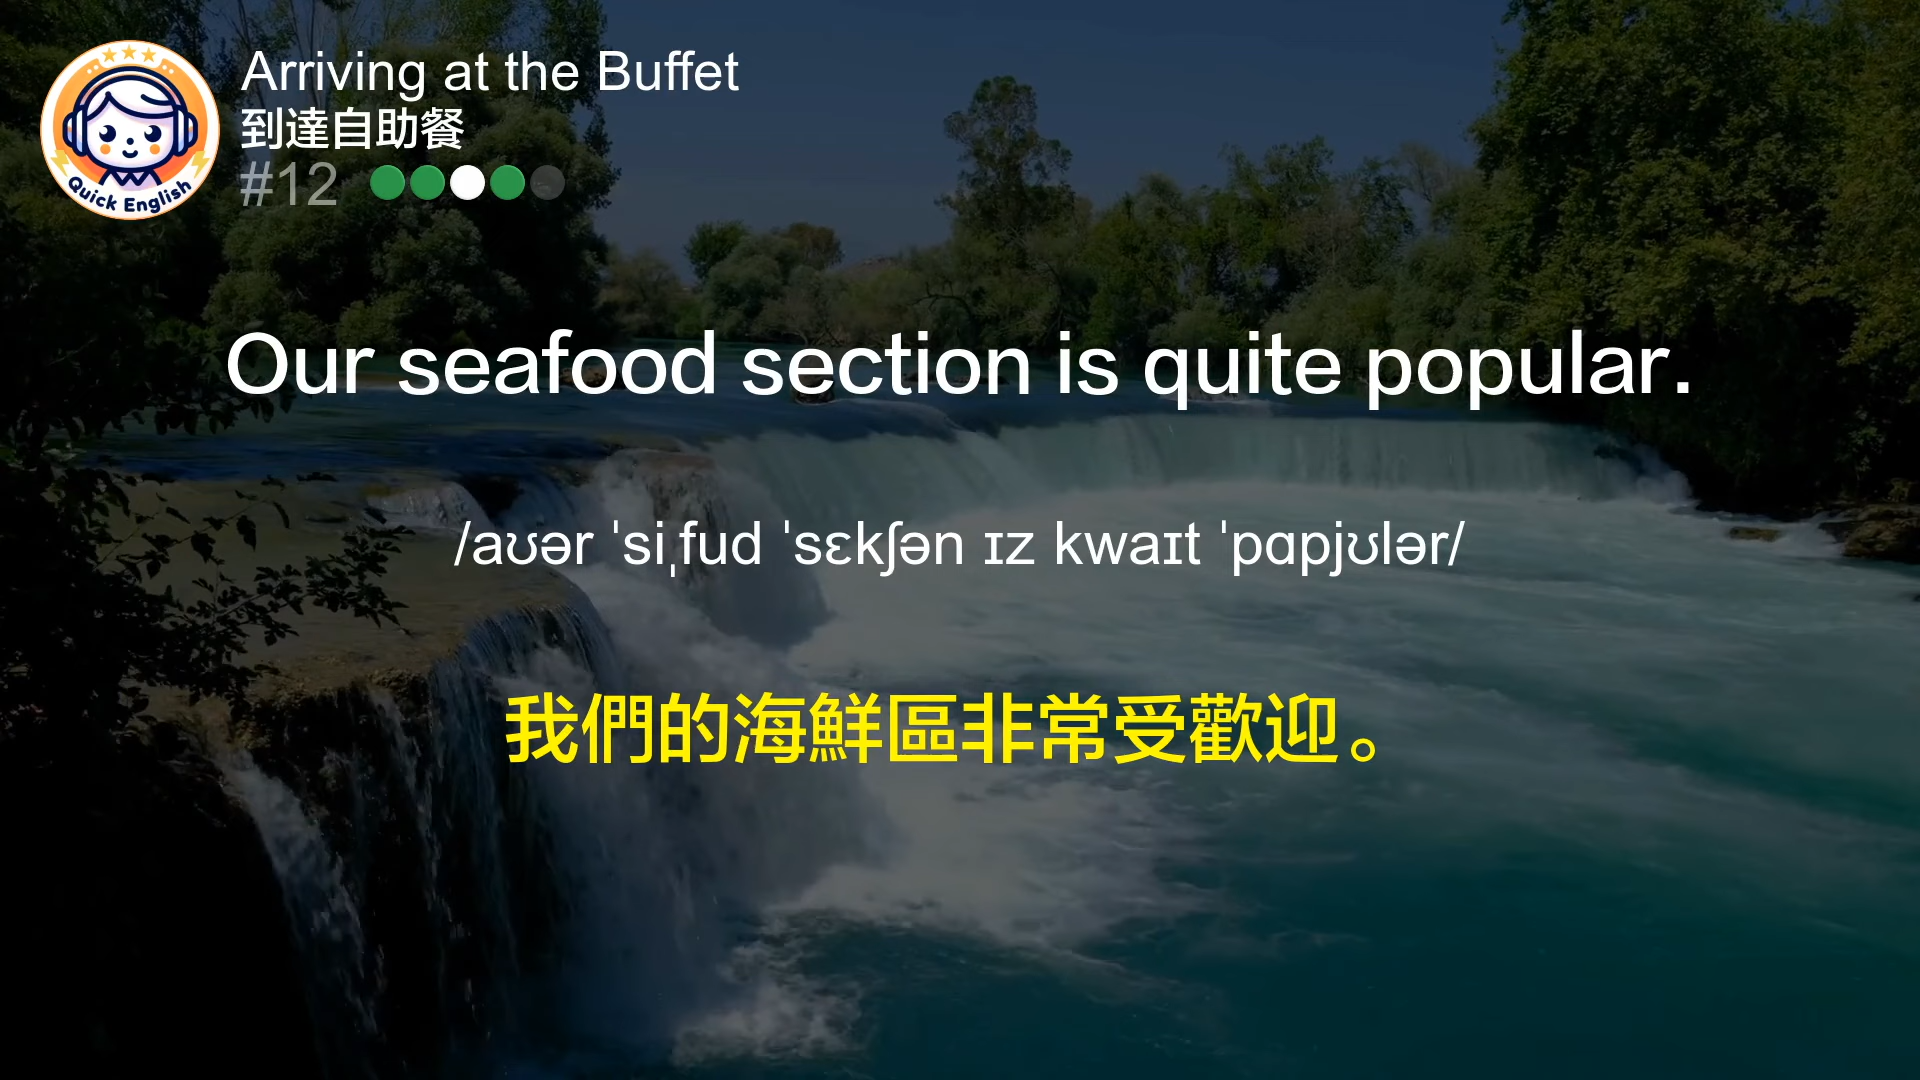 Quick English
Arriving at the Buffet
到達自助餐
#12
Our seafood section is quite popular.
/aʊər ˈsiˌfud ˈsɛkʃən ɪz kwaɪt ˈpɑpjʊlər/
我們的海鮮區非常受歡迎。